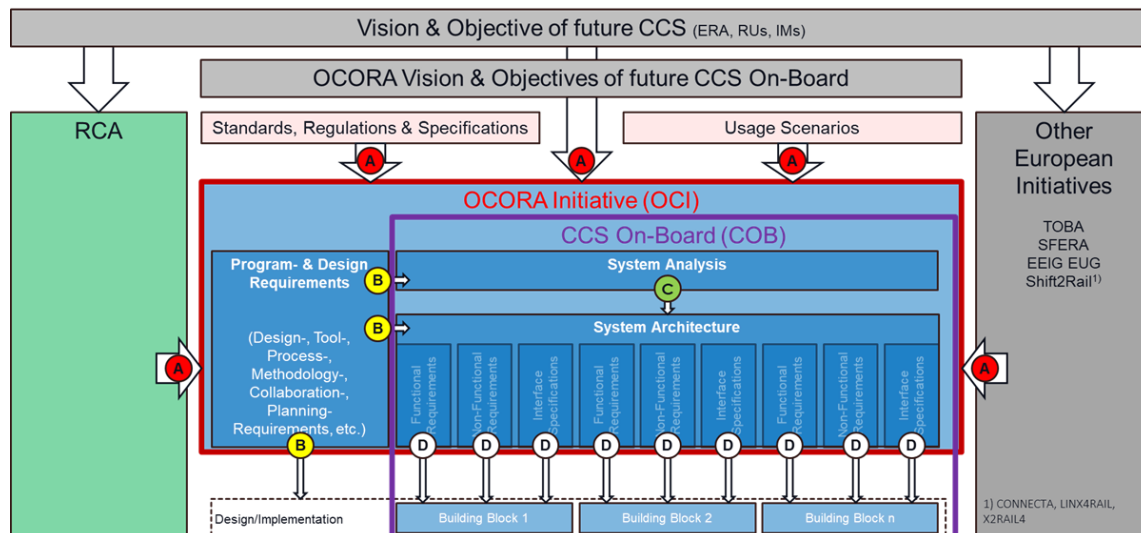 Vision & Objective of future CCS (ERA, RUs, IMs)
OCORA Vision & Objectives of future CCS On-Board
RCA
Standards, Regulations & Specifications
Usage Scenarios
Other
European
Initiatives
TOBA
SFERA
EEIG EUG
Shift2Rail¹⁾
A
A
A
OCORA Initiative (OCI)
CCS On-Board (COB)
Program- & Design
Requirements
B
System Analysis
C
B
System Architecture
(Design-, Tool-,
Process-,
Methodology-,
Collaboration-,
Planning-
Requirements, etc.)
A
A
Functional
Requirements
Non-Functional
Requirements
Interface
Specifications
Functional
Requirements
Non-Functional
Requirements
Interface
Specifications
Functional
Requirements
Non-Functional
Requirements
Interface
Specifications
B
D
D
D
D
D
D
D
D
D
Design/Implementation
Building Block 1
Building Block 2
Building Block n
1) CONNECTA, LINX4RAIL,
X2RAIL4